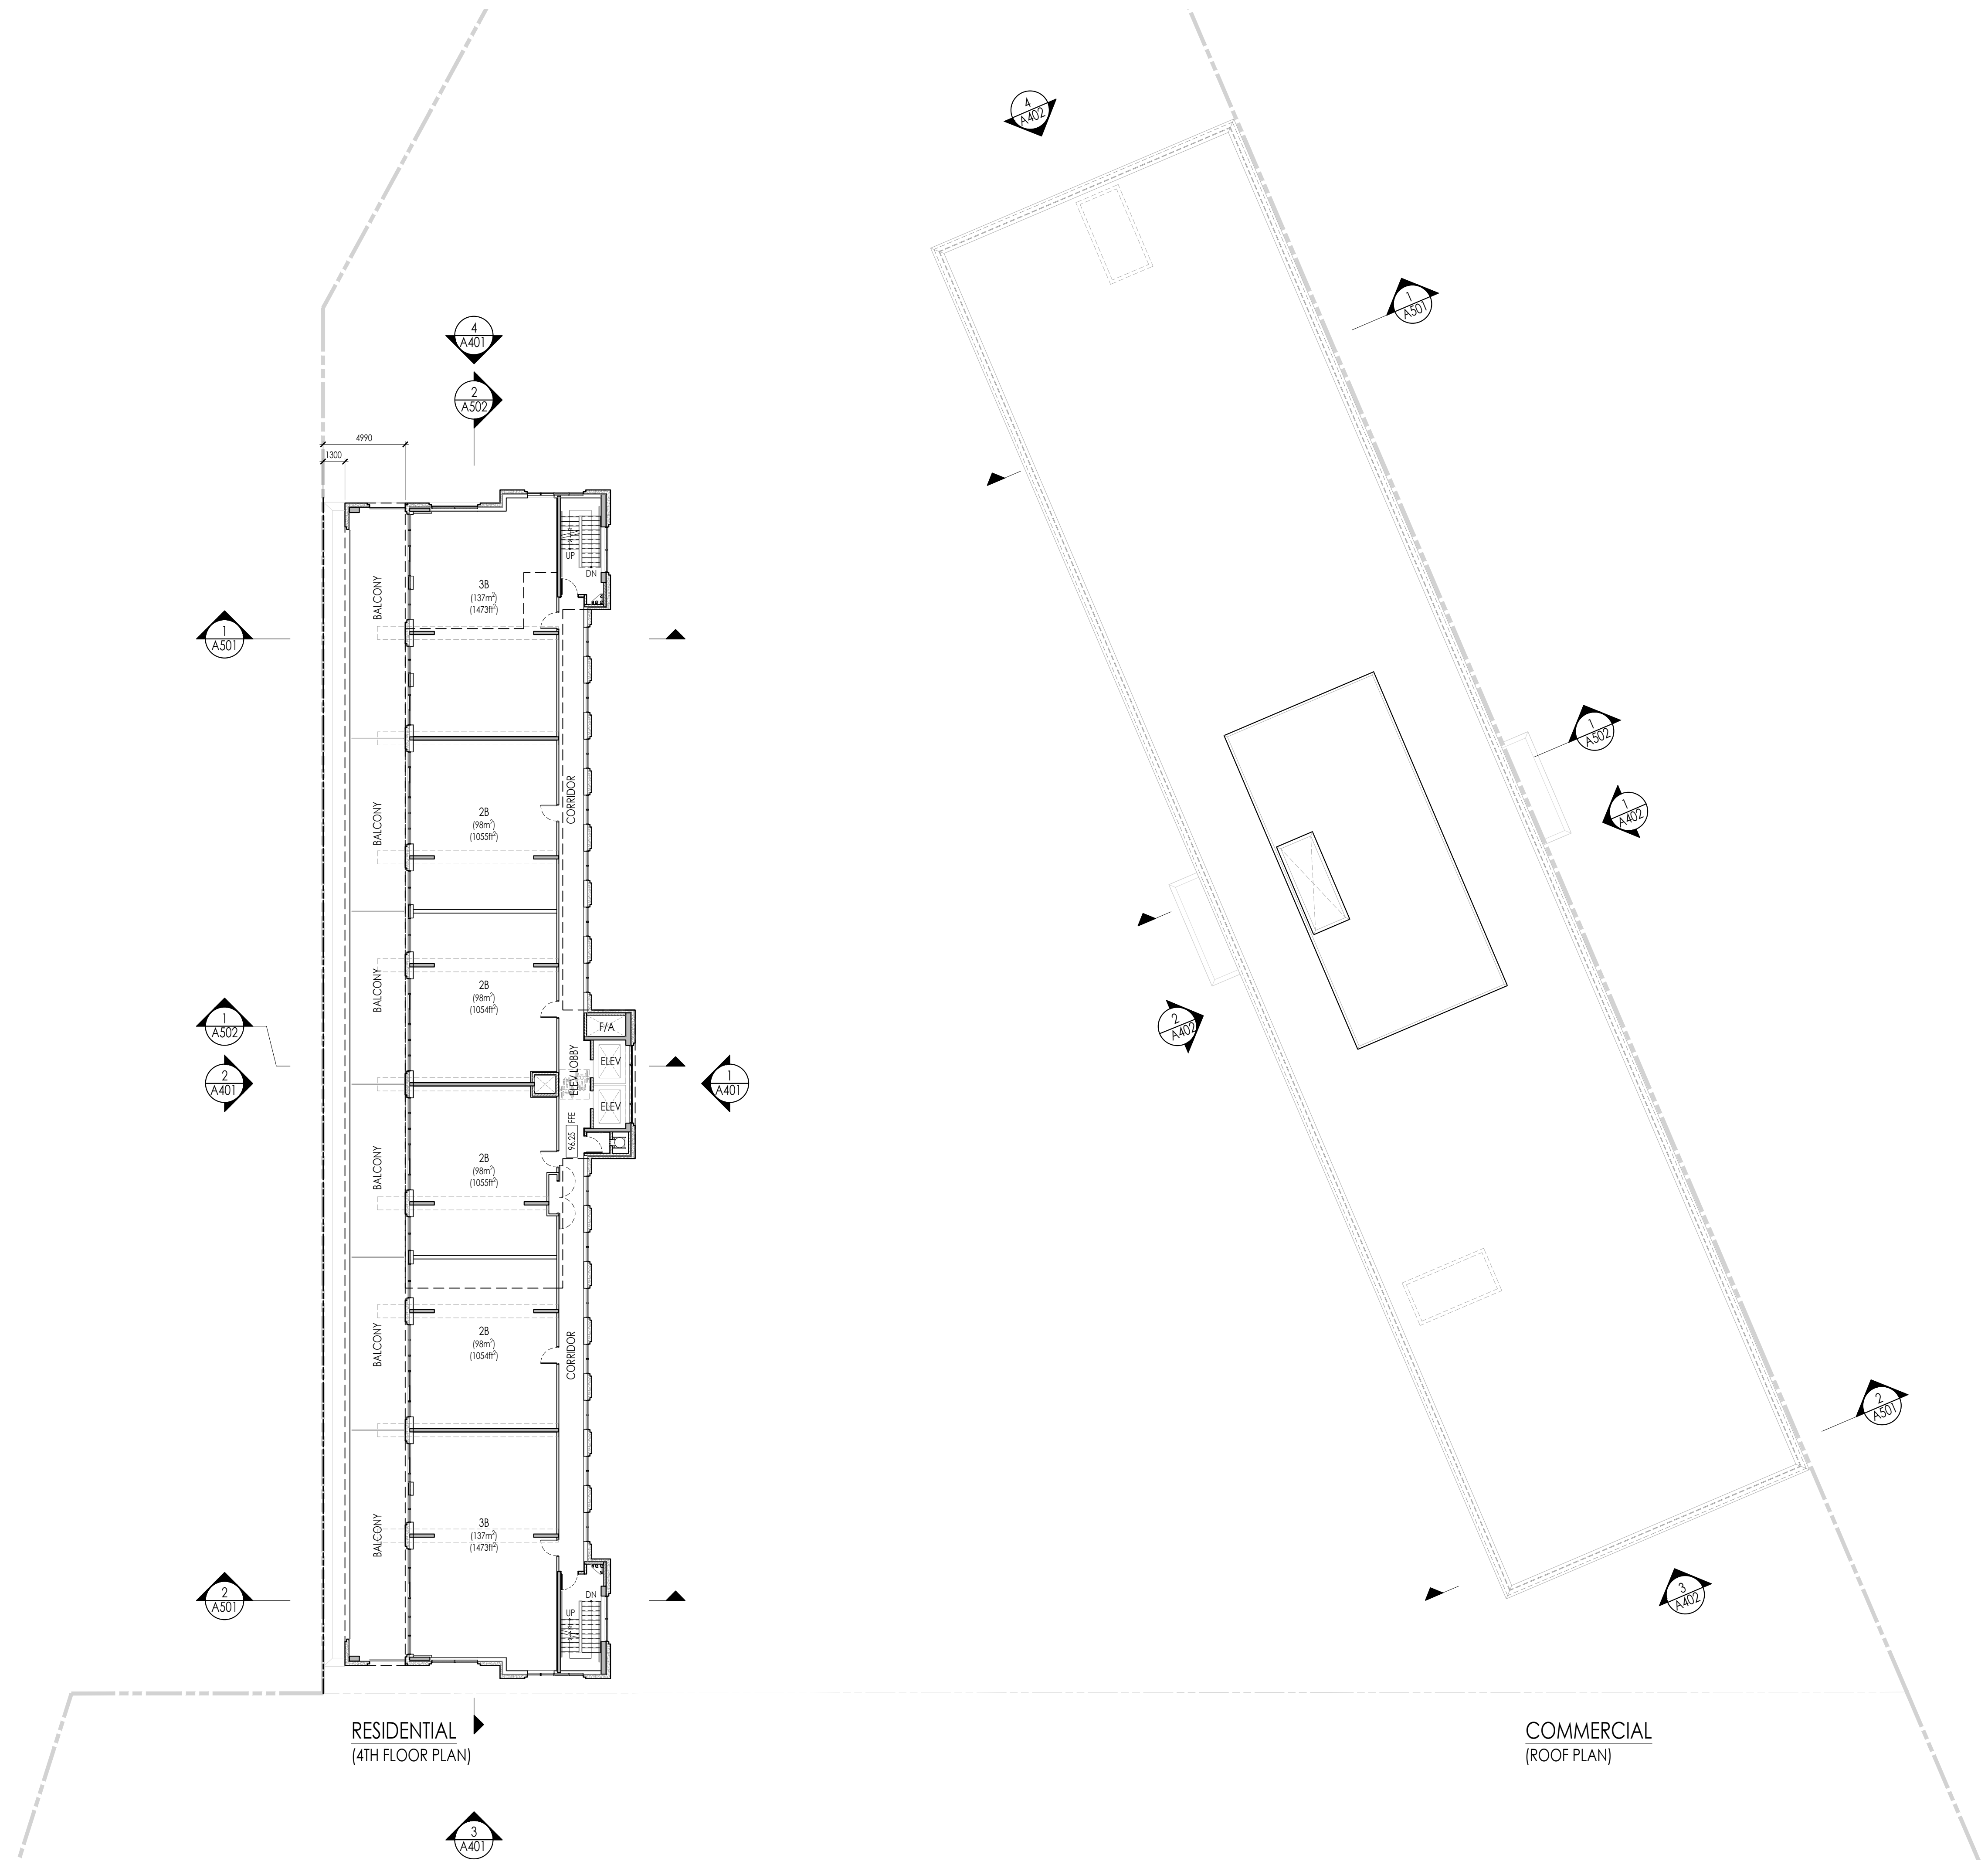 4
A402
1
A501
4
A401
2
A502
4990
1300
UP
DN
BALCONY
3B
(137m²)
(1473ft²)
1
A501
1
A502
1
A402
BALCONY
2B
(98m²)
(1055ft²)
CORRIDOR
BALCONY
2B
(98m²)
(1054ft²)
1
A502
F/A
ELEV
ELEV LOBBY
2
A401
1
A401
ELEV
2
A402
96.25
FFE
BALCONY
2B
(98m²)
(1055ft²)
BALCONY
2B
(98m²)
(1054ft²)
CORRIDOR
2
A501
BALCONY
3B
(137m²)
(1473ft²)
2
A501
DN
UP
3
A402
RESIDENTIAL
(4TH FLOOR PLAN)
COMMERCIAL
(ROOF PLAN)
3
A401